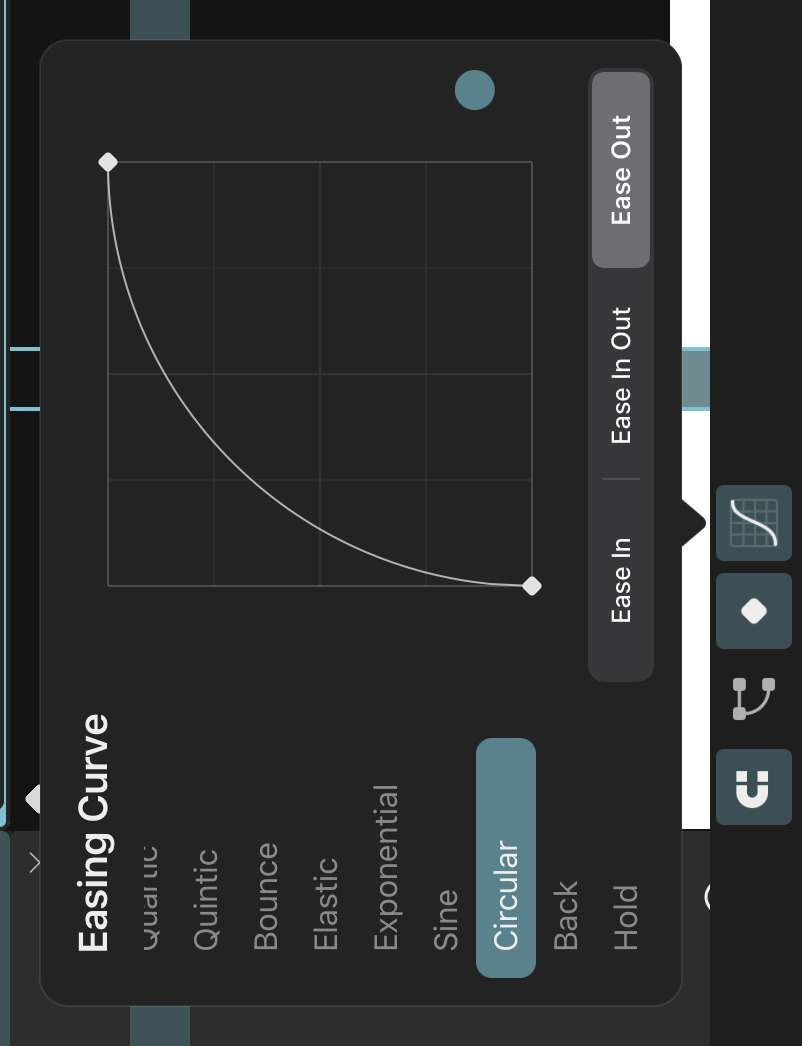 Easing Curve
Quartic
Quintic
Bounce
Elastic
Exponential
Sine
Circular
Back
Hold
Ease In
Ease In Out
Ease Out